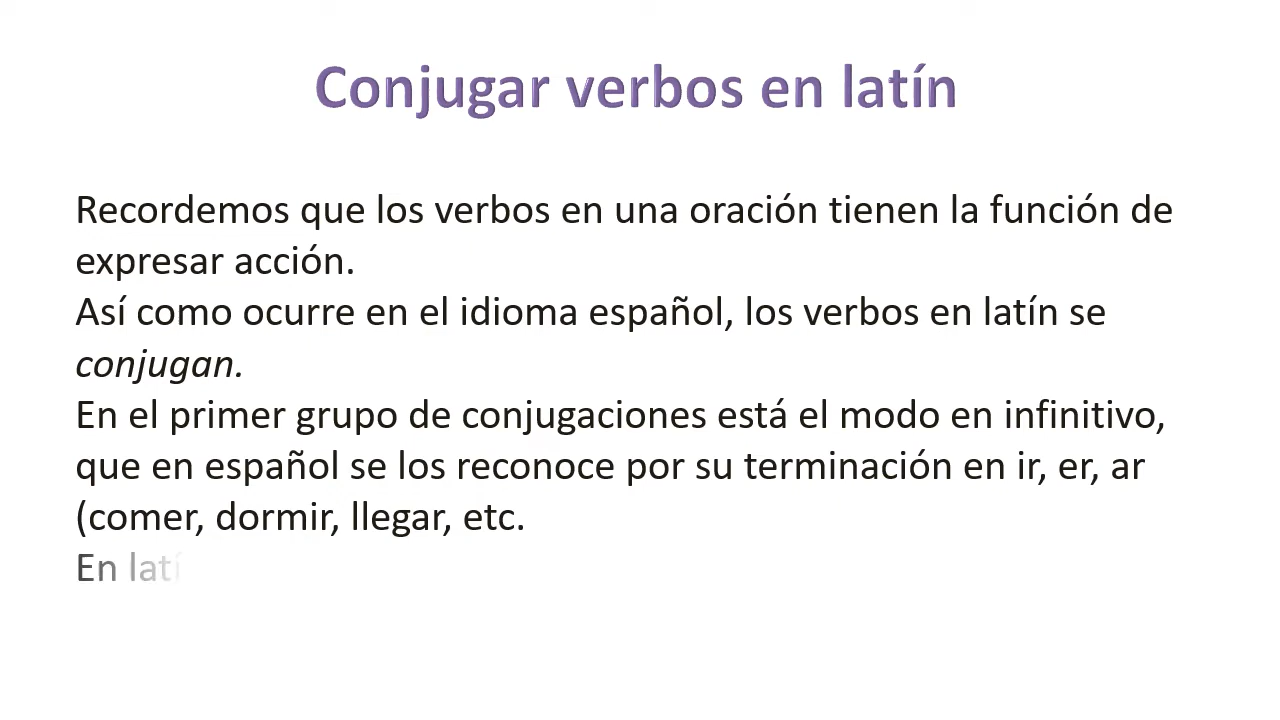 Conjugar verbos en latín
Recordemos que los verbos en una oración tienen la función de
expresar acción.
Así como ocurre en el idioma español, los verbos en latín se
conjugan.
En el primer grupo de conjugaciones está el modo en infinitivo,
que en español se los reconoce por su terminación en ir, er, ar
(comer, dormir, llegar, etc.
En latí